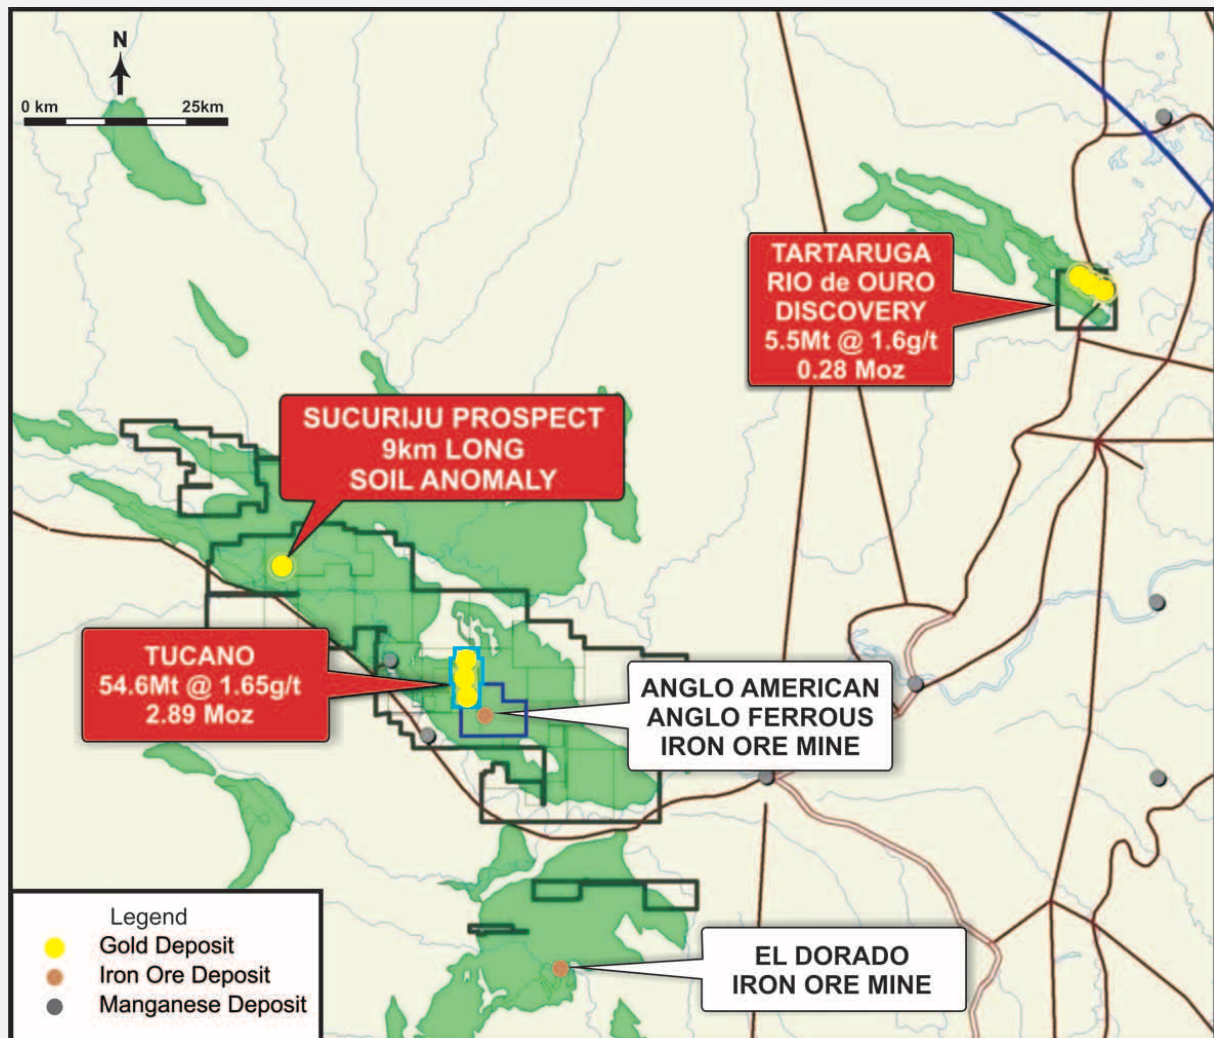 N
0 km 25km
TARTARUGA
RIO de OURO
DISCOVERY
5.5Mt @ 1.6g/t
0.28 Moz
SUCURIJU PROSPECT
9km LONG
SOIL ANOMALY
TUCANO
54.6Mt @ 1.65g/t
2.89 Moz
ANGLO AMERICAN
ANGLO FERROUS
IRON ORE MINE
EL DORADO
IRON ORE MINE
Legend
Gold Deposit
Iron Ore Deposit
Manganese Deposit